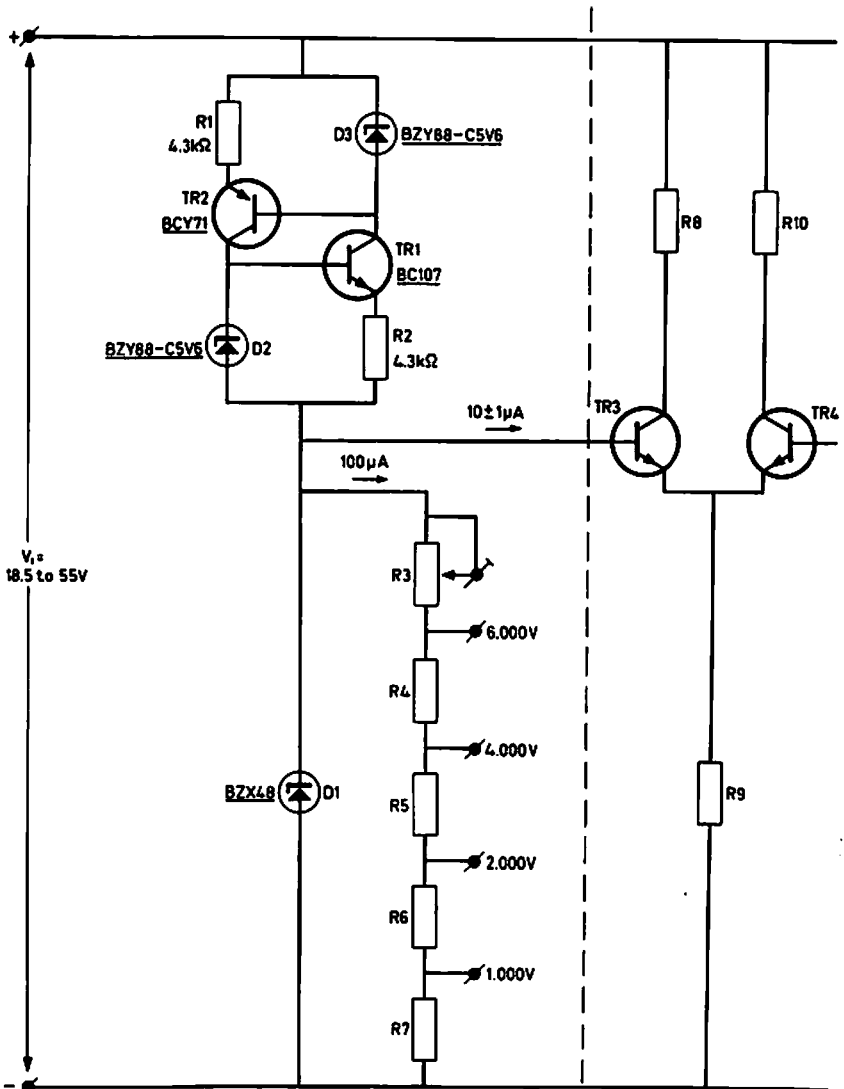 +
R1
4.3kΩ
D3
BZY88-C5V6
TR2
BCY71
TR1
BC107
R8
R10
BZY88-C5V6
D2
R2
4.3kΩ
10±1µA
TR3
TR4
100µA
V₁=
18.5 to 55V
R3
6.000V
R4
4.000V
BZX48
D1
R5
R9
2.000V
R6
1.000V
R7
−